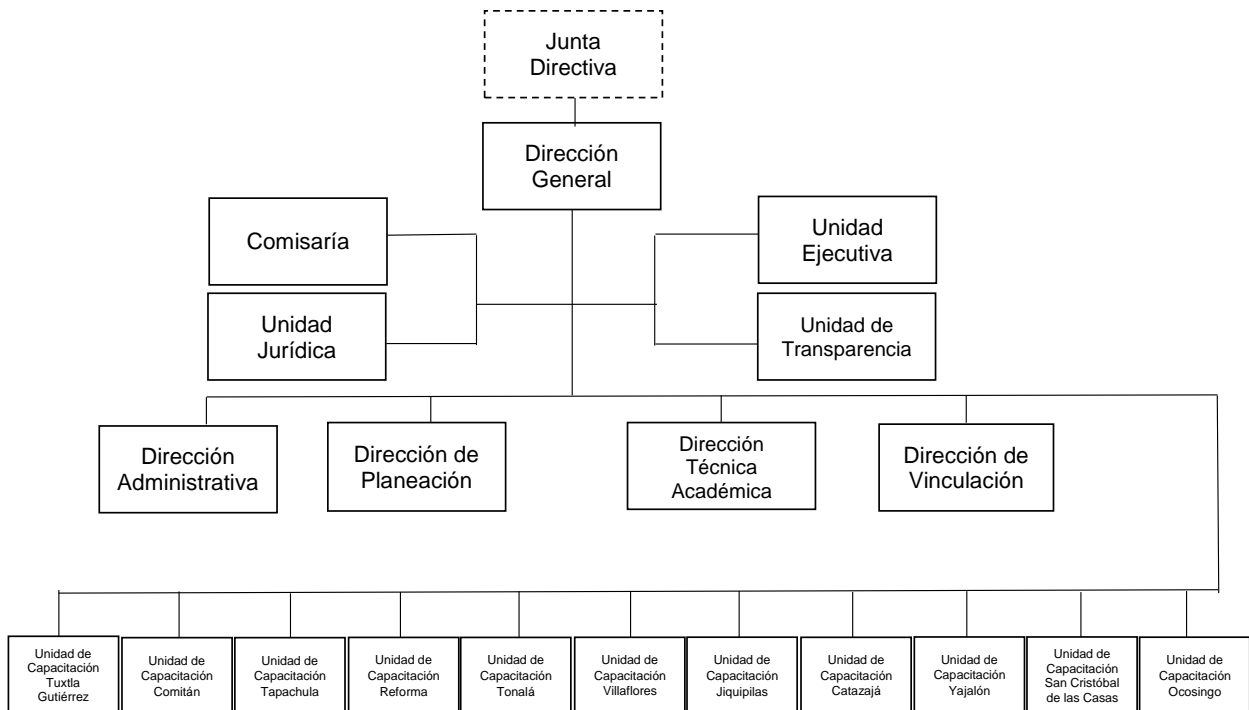 Junta
Directiva
Dirección
General
Comisaría
Unidad
Ejecutiva
Unidad
Jurídica
Unidad de
Transparencia
Dirección
Administrativa
Dirección de
Planeación
Dirección
Técnica
Académica
Dirección de
Vinculación
Unidad de
Capacitación
Tuxtla
Gutiérrez
Unidad de
Capacitación
Comitán
Unidad de
Capacitación
Tapachula
Unidad de
Capacitación
Reforma
Unidad de
Capacitación
Tonalá
Unidad de
Capacitación
Villaflores
Unidad de
Capacitación
Jiquipilas
Unidad de
Capacitación
Catazajá
Unidad de
Capacitación
Yajalón
Unidad de
Capacitación
San Cristóbal
de las Casas
Unidad de
Capacitación
Ocosingo